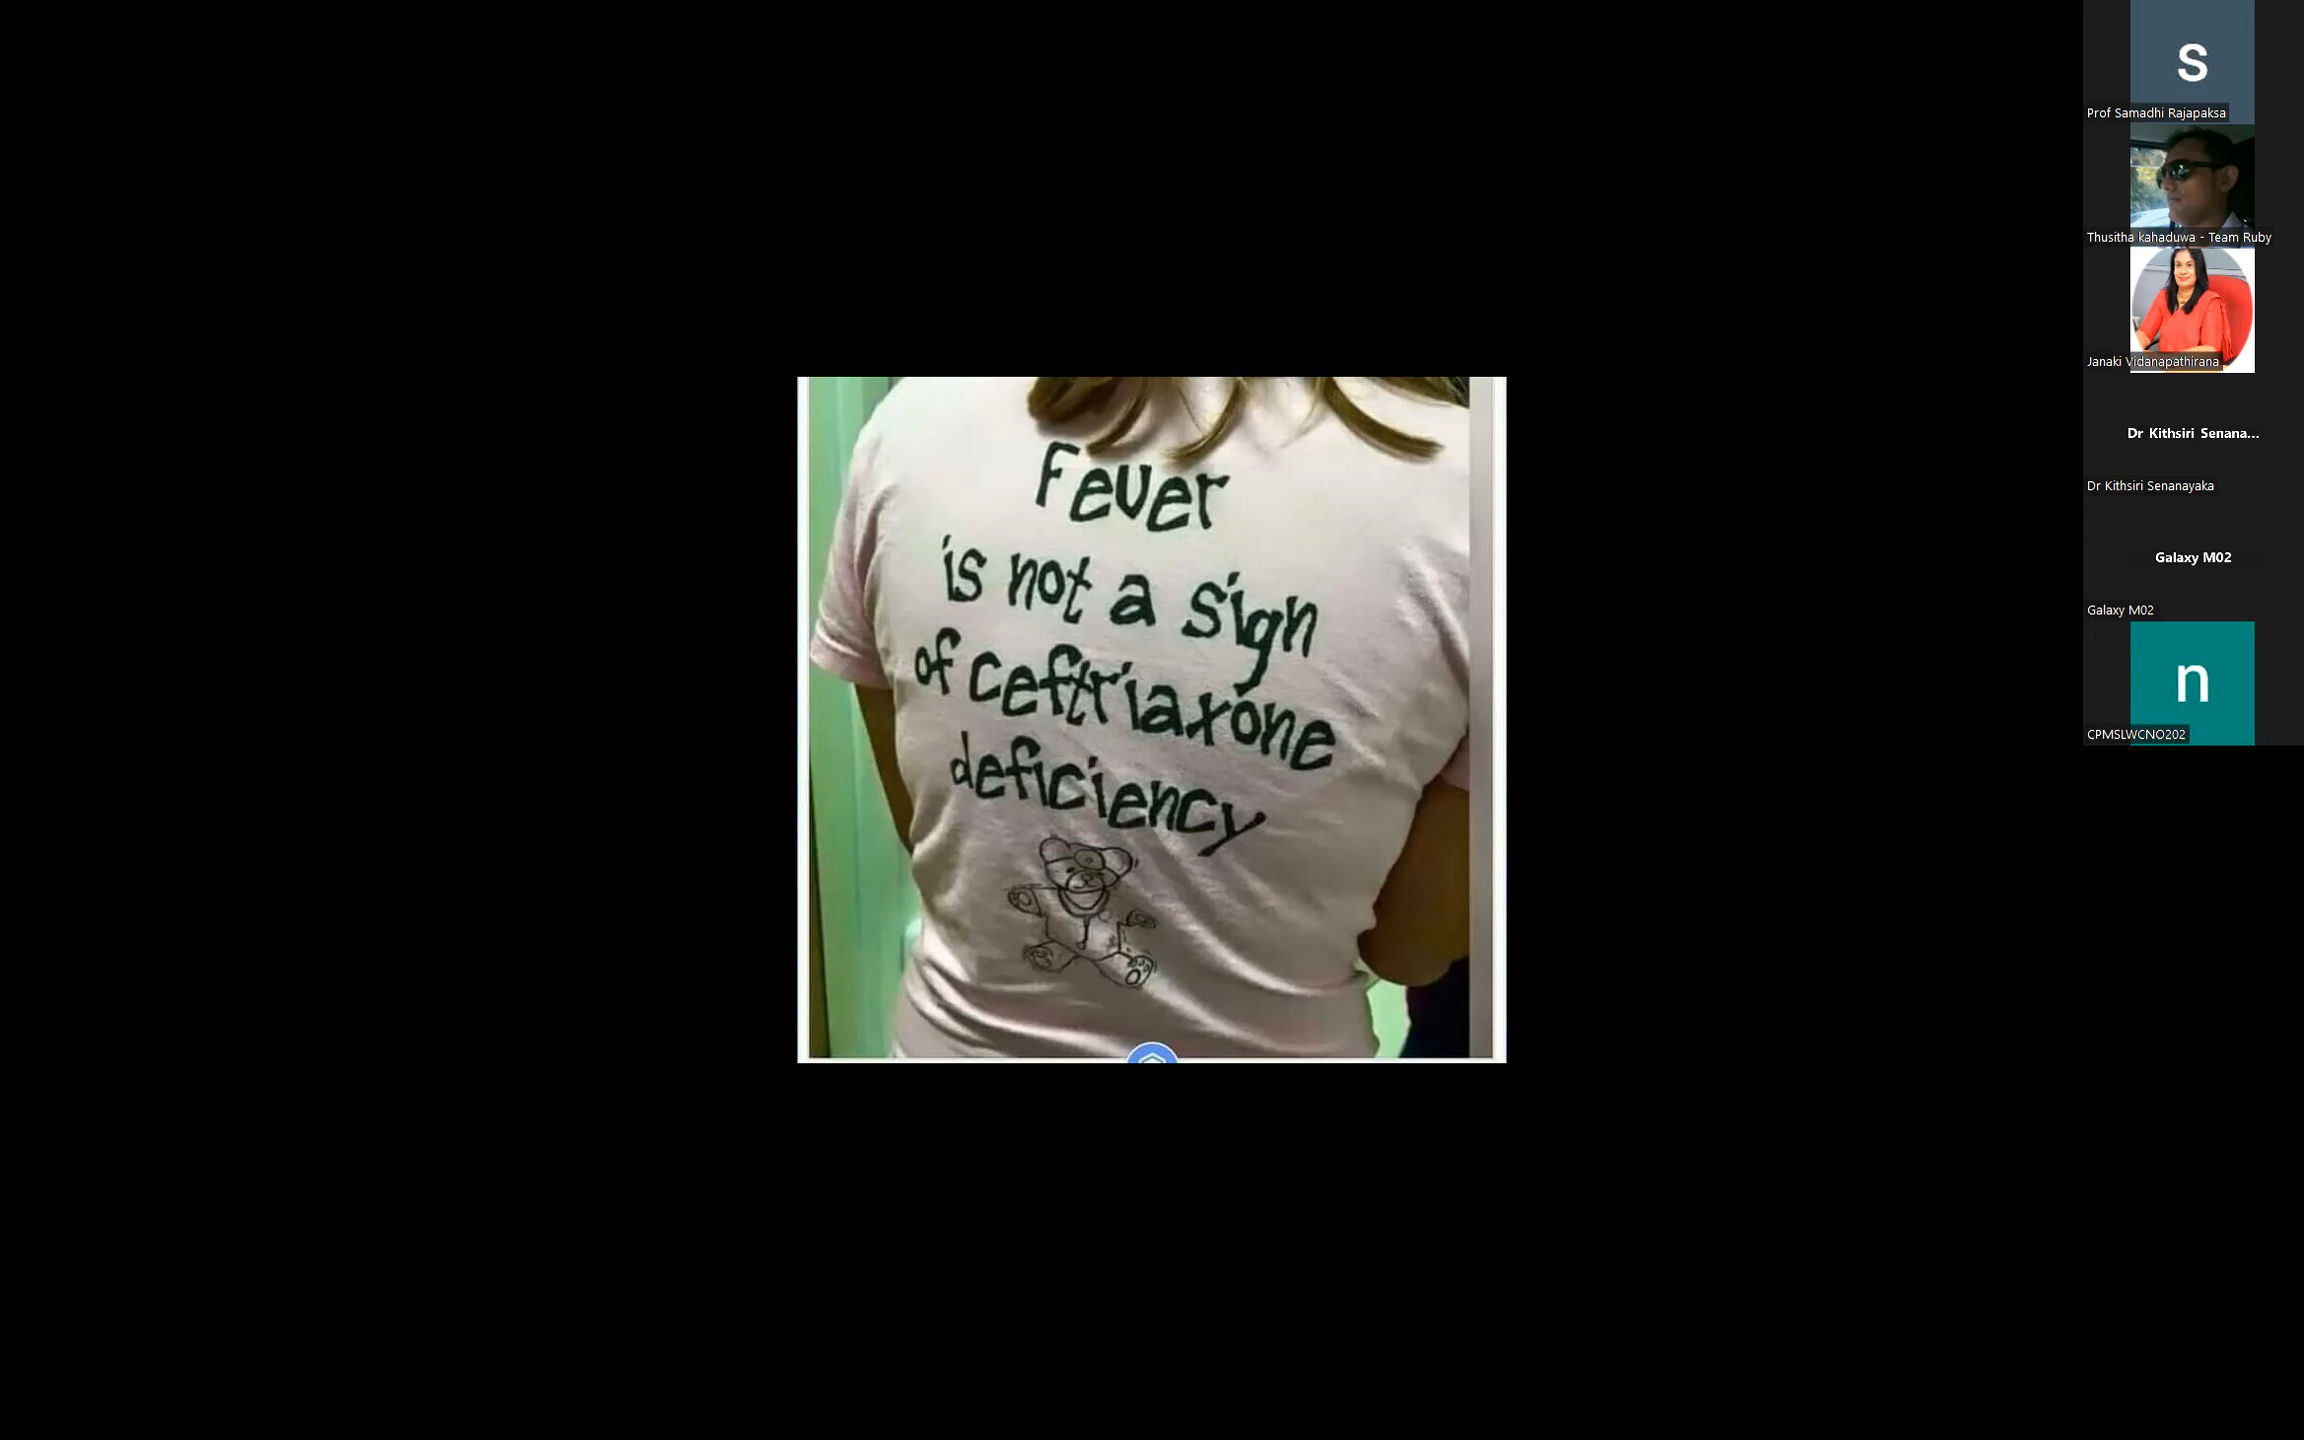 Fever
is not a sign
of ceftriaxone
deficiency
S
Prof Samadhi Rajapaksa
Thusitha kahaduwa - Team Ruby
Janaki Vidanapathirana
Dr Kithsiri Senana...
Dr Kithsiri Senanayaka
Galaxy M02
Galaxy M02
n
CPMSLWCNO202